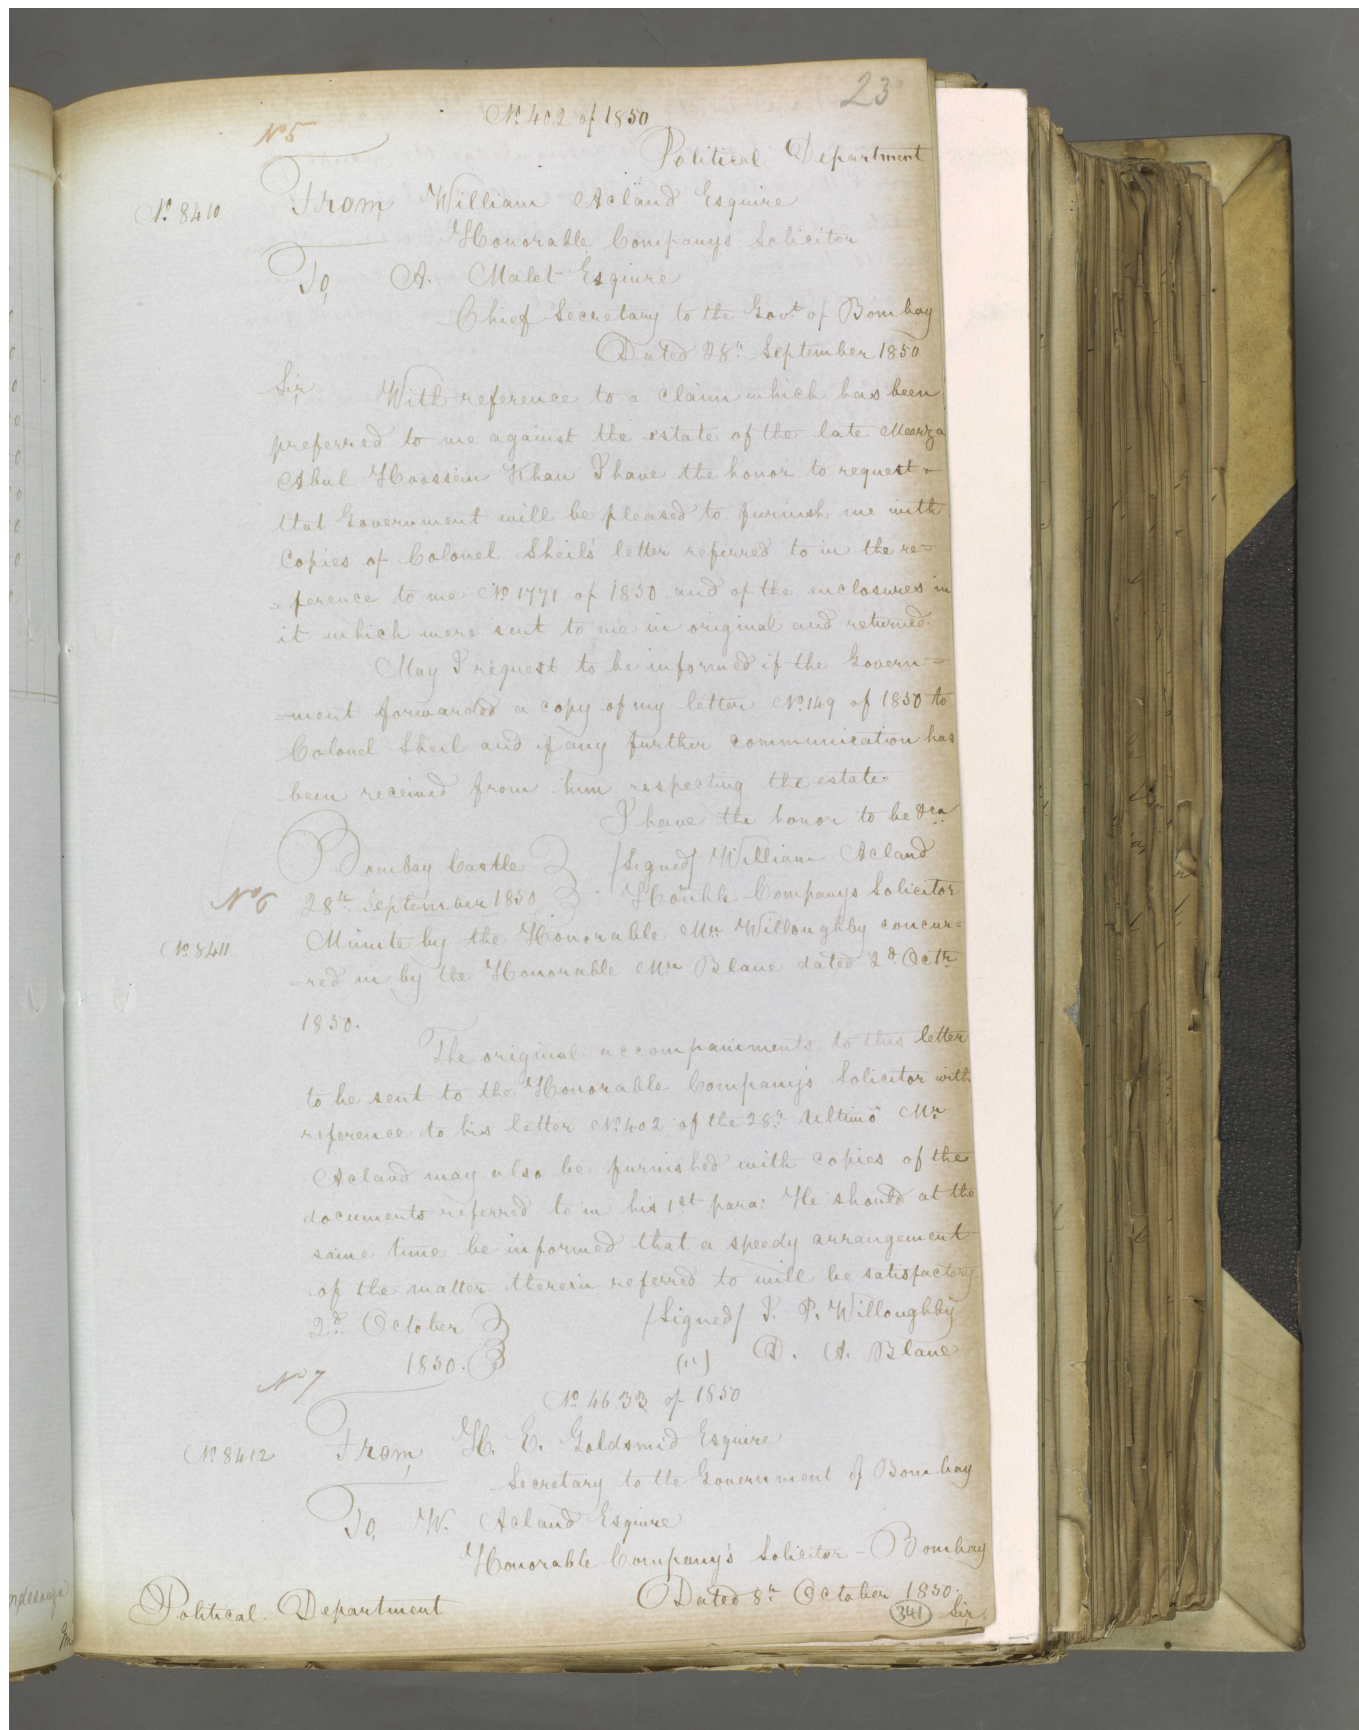 23
No. 402 of 1850
No 5
Political Department
No. 8410
From, William Acland Esquire
Honorable Companys Solicitor
To, A. Malet Esquire
Chief Secretary to the Govt. of Bombay
Dated 28th. September 1850
Sir, With reference to a claim which has been
preferred to me against the estate of the late Meerza
Abul Hoossein Khan I have the honor to request
that Government will be pleased to furnish me with
Copies of Colonel Sheil's letter referred to in the re=
=ference to me No. 1771 of 1850 and of the enclosures in
it which were sent to me in original and returned.
May I request to be informed if the Govern=
=ment forwarded a copy of my letter No. 149 of 1850 to
Colonel Sheil and if any further communication has
been received from him respecting the estate.
I have the honor to be &ca
Bombay Castle /Signed/ William Acland
No 6
28th. September 1850 Honble Companys Solicitor
Minute by the Honorable Mr. Willoughby concur=
No. 8411
=red in by the Honorable Mr Blane dated 2d. Octr.
1850.
The original accompaniments to this letter
to be sent to the Honorable Company's Solicitor with
reference to his letter No. 402 of the 28th. Ultimo Mr.
Acland may also be furnished with copies of the
documents referred to in his 1st para: He should at the
same time be informed that a speedy arrangement
of the matter therein referred to will be satisfactory.
2d. October /Signed/ J. P. Willoughby
1850. (") D. A. Blane
No 7
No. 4633 of 1850
No. 8412
From, H. E. Goldsmid Esquire
Secretary to the Government of Bombay
To, W. Acland Esquire
Honorable Company's Solicitor - Bombay
Political Department Dated 8th. October 1850.
341 Sir,